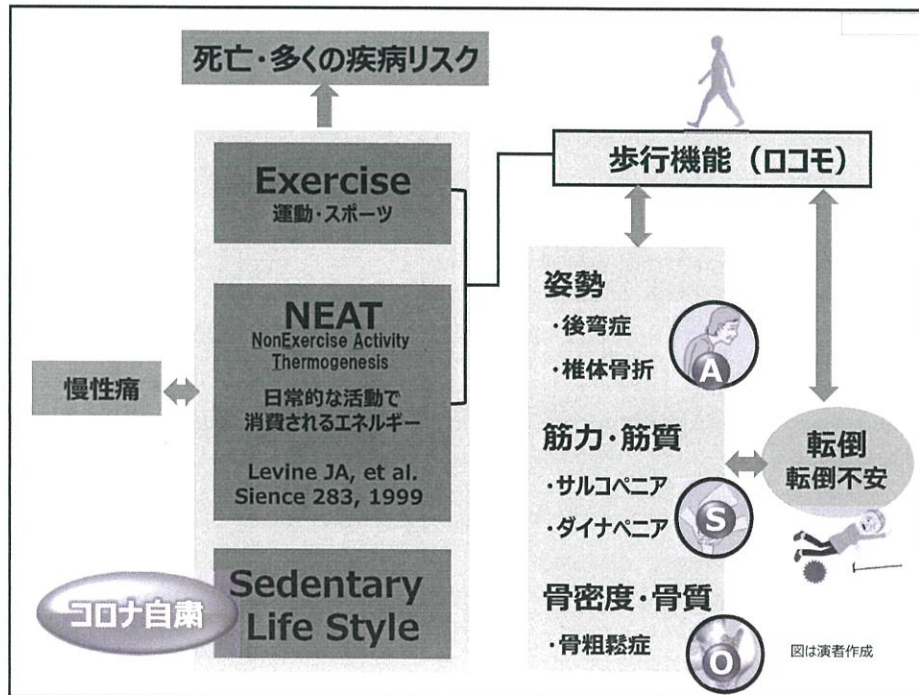 死亡・多くの疾病リスク
Exercise
運動・スポーツ
NEAT
NonExercise Activity
Thermogenesis
日常的な活動で
消費されるエネルギー
Levine JA, et al.
Sience 283, 1999
Sedentary
Life Style
コロナ自粛
慢性痛
歩行機能（ロコモ）
姿勢
・後弯症
・椎体骨折
A
筋力・筋質
・サルコペニア
・ダイナペニア
S
骨密度・骨質
・骨粗鬆症
O
転倒
転倒不安
図は演者作成